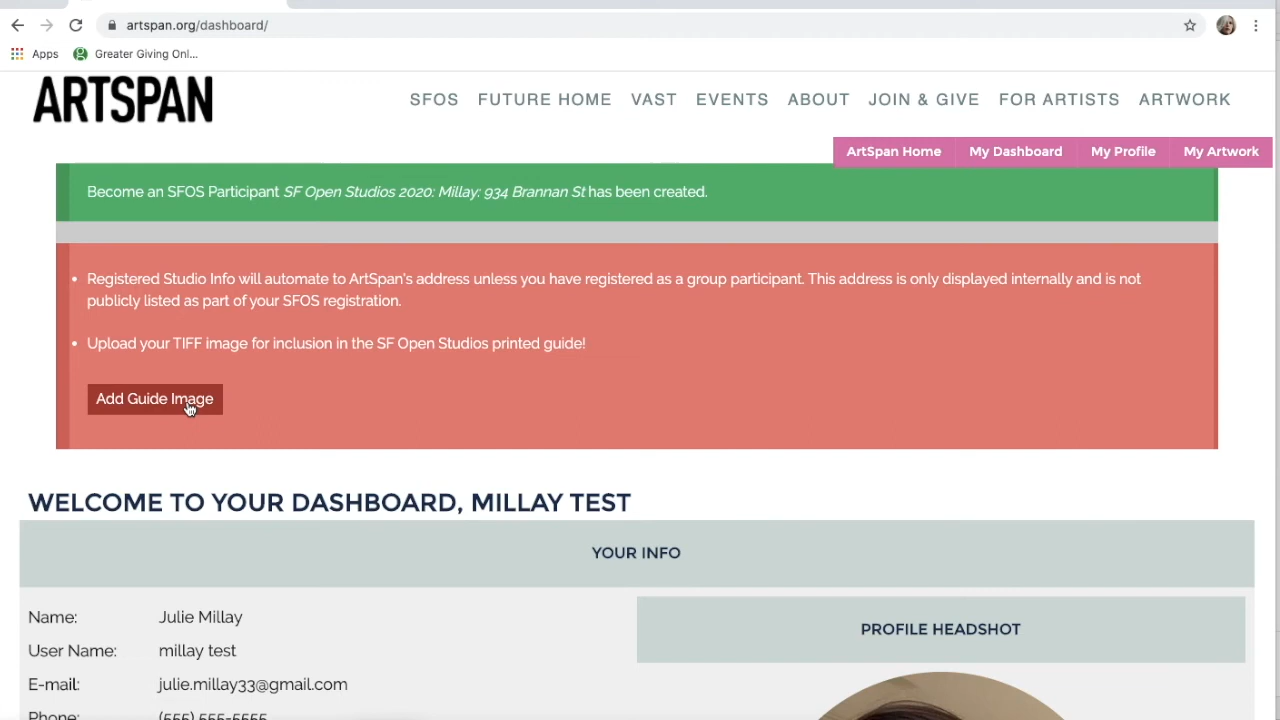 artspan.org/dashboard/
Apps
Greater Giving Onl...
ARTSPAN
SFOS FUTURE HOME VAST EVENTS ABOUT JOIN & GIVE FOR ARTISTS ARTWORK
ArtSpan Home My Dashboard My Profile My Artwork
Become an SFOS Participant SF Open Studios 2020: Millay: 934 Brannan St has been created.
• Registered Studio Info will automate to ArtSpan's address unless you have registered as a group participant. This address is only displayed internally and is not
publicly listed as part of your SFOS registration.
• Upload your TIFF image for inclusion in the SF Open Studios printed guide!
Add Guide Image
WELCOME TO YOUR DASHBOARD, MILLAY TEST
YOUR INFO
Name: Julie Millay
PROFILE HEADSHOT
User Name: millay test
E-mail: julie.millay33@gmail.com
Phone: (555) 555-5555